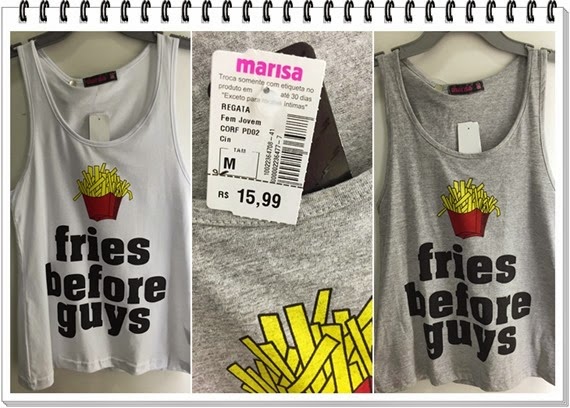 fries
before
guys
marisa
Troca somente com etiqueta no
produto em até 30 dias
"Exceto para íntimas"
REGATA
Fem Jovem
CORF PD02
Cin
TAM
M
R$ 15,99
fries
before
guys